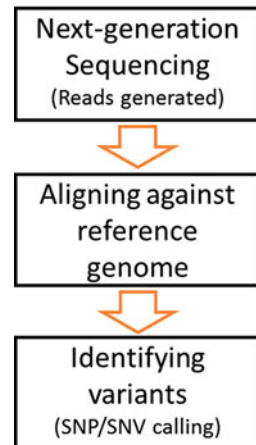 Next-generation
Sequencing
(Reads generated)
Aligning against
reference
genome
Identifying
variants
(SNP/SNV calling)